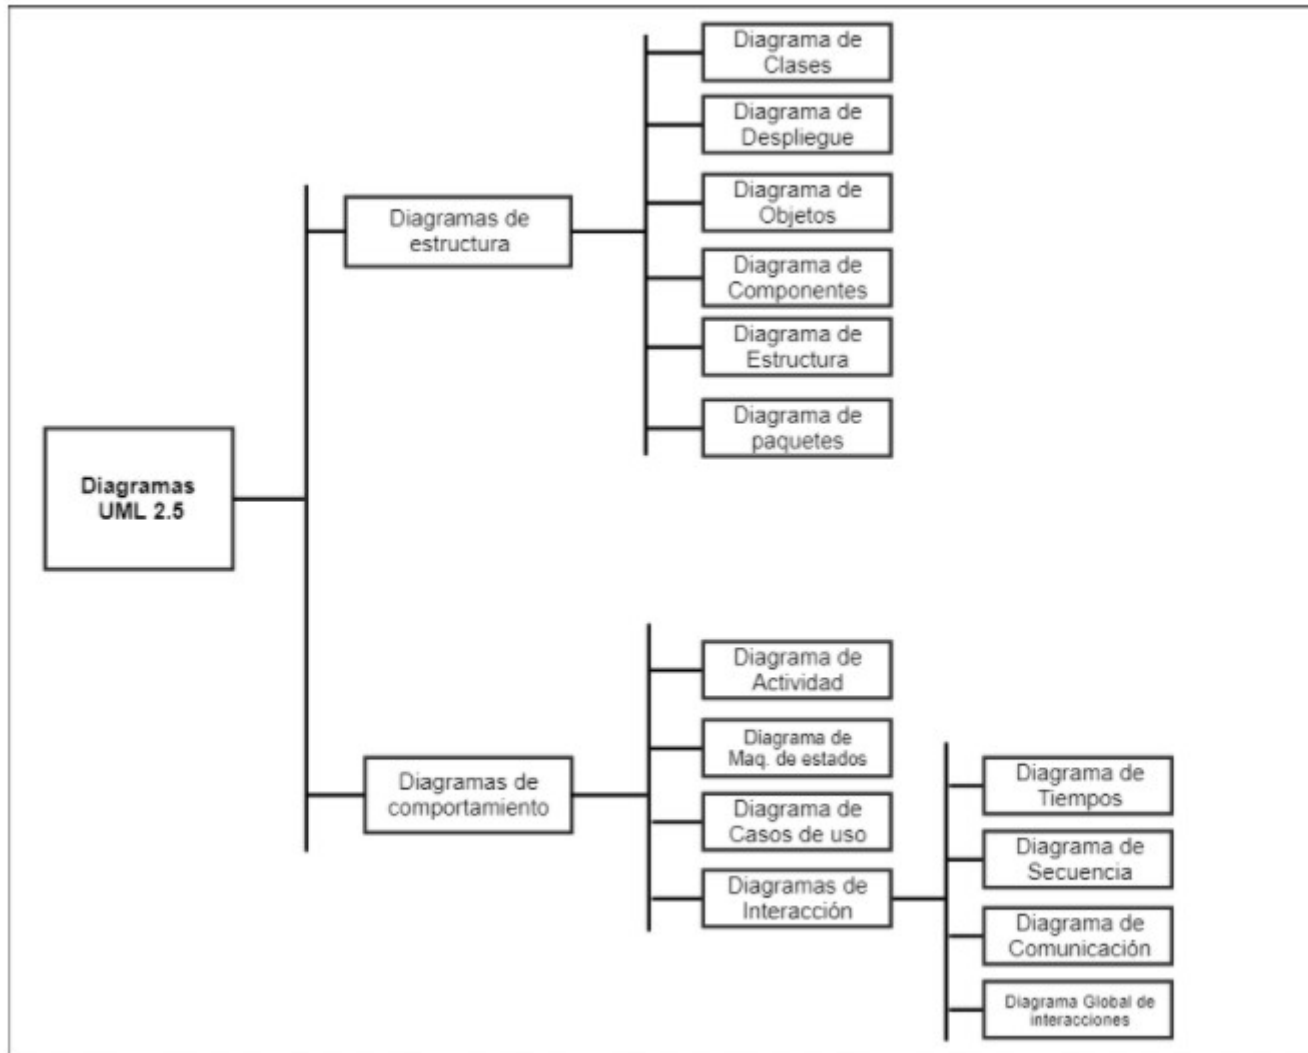 Diagramas
UML 2.5
Diagramas de
estructura
Diagrama de
Clases
Diagrama de
Despliegue
Diagrama de
Objetos
Diagrama de
Componentes
Diagrama de
Estructura
Diagrama de
paquetes
Diagramas de
comportamiento
Diagrama de
Actividad
Diagrama de
Maq. de estados
Diagrama de
Casos de uso
Diagramas de
Interacción
Diagrama de
Tiempos
Diagrama de
Secuencia
Diagrama de
Comunicación
Diagrama Global de
interacciones